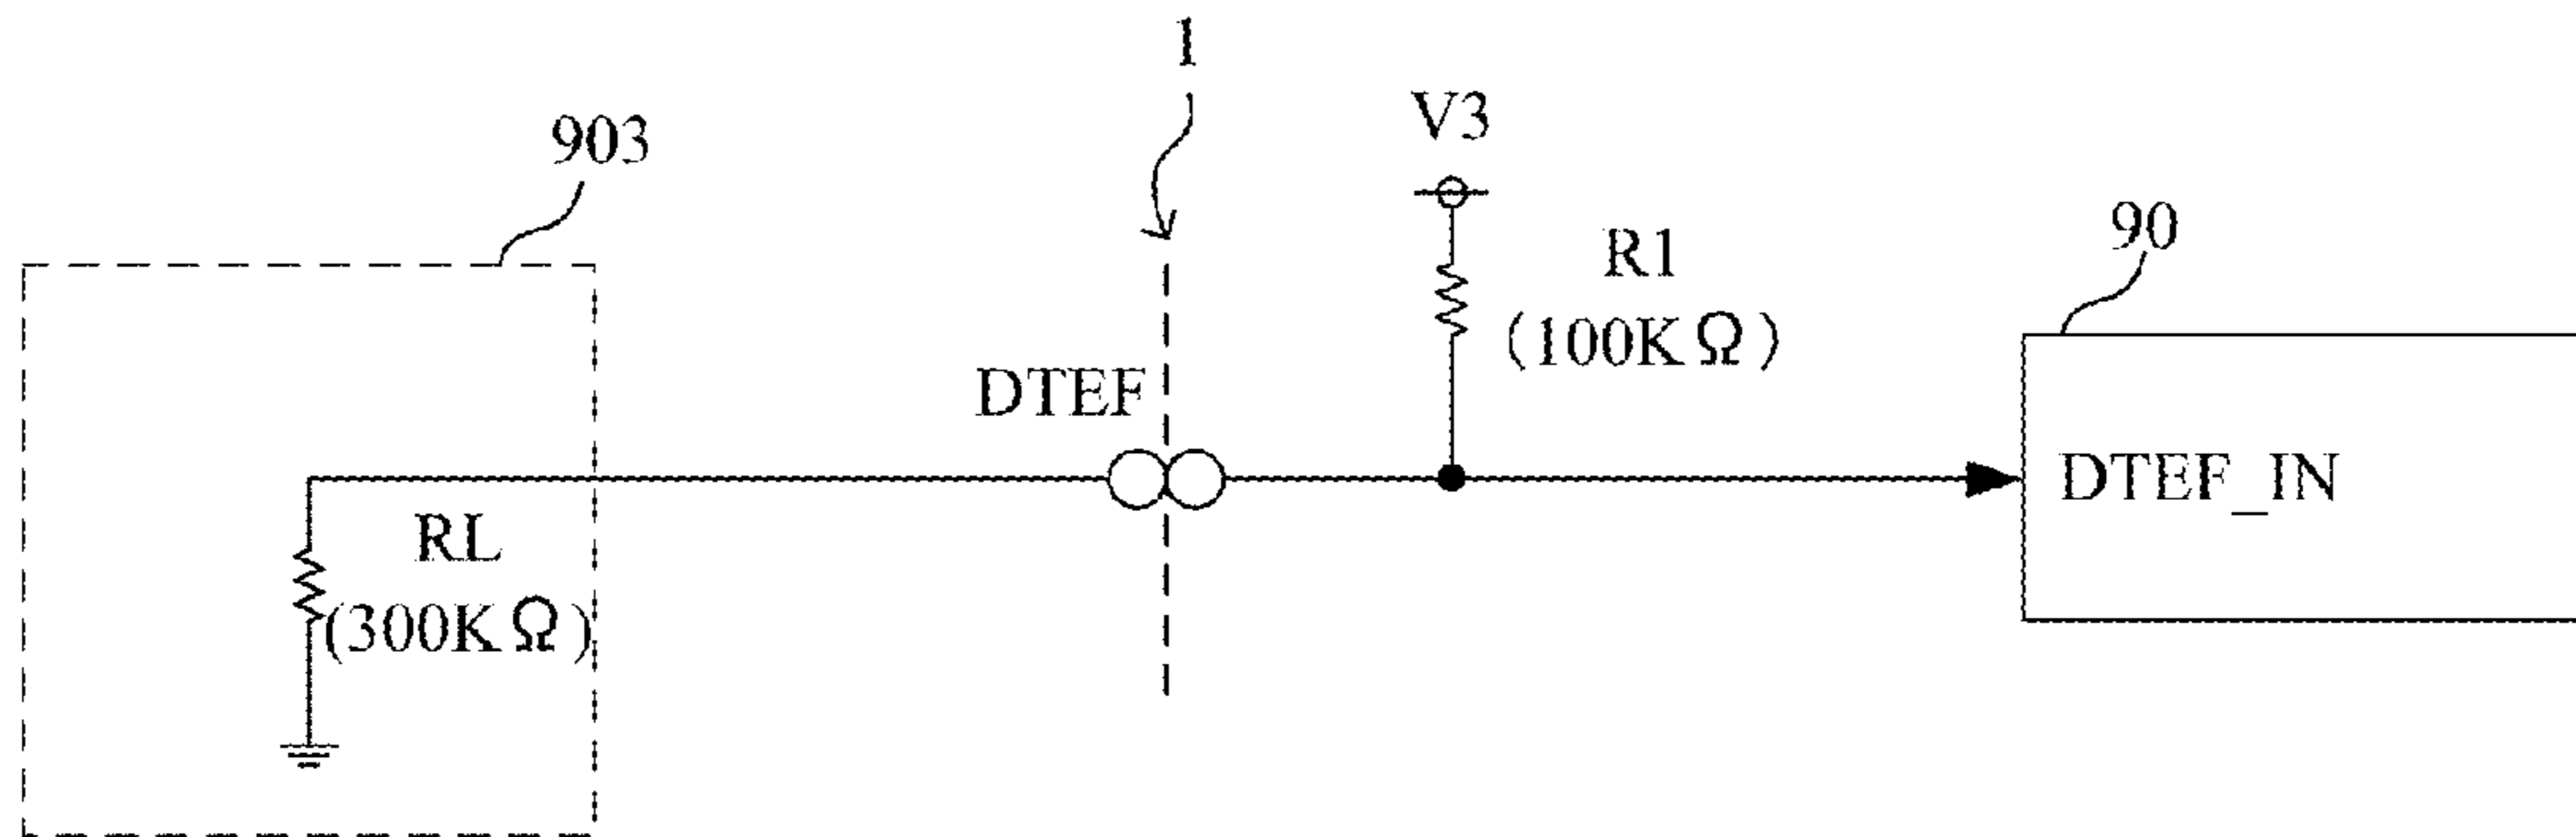 1
V3
903
90
R1
(100KΩ)
DTEF
DTEF_IN
RL
(300KΩ)